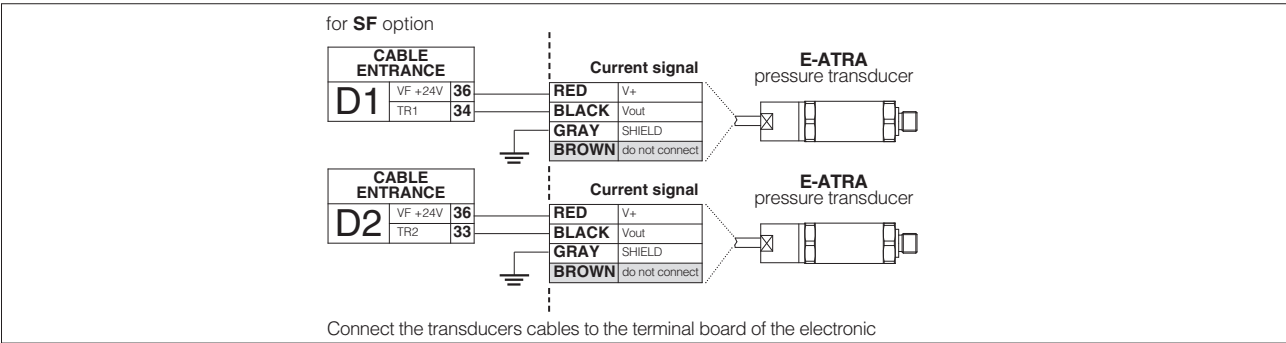 for SF option
CABLE ENTRANCE
Current signal
E-ATRA
pressure transducer
D1
VF +24V 36
TR1 34
RED V+
BLACK Vout
GRAY SHIELD
BROWN do not connect
CABLE ENTRANCE
Current signal
E-ATRA
pressure transducer
D2
VF +24V 36
TR2 33
RED V+
BLACK Vout
GRAY SHIELD
BROWN do not connect
Connect the transducers cables to the terminal board of the electronic